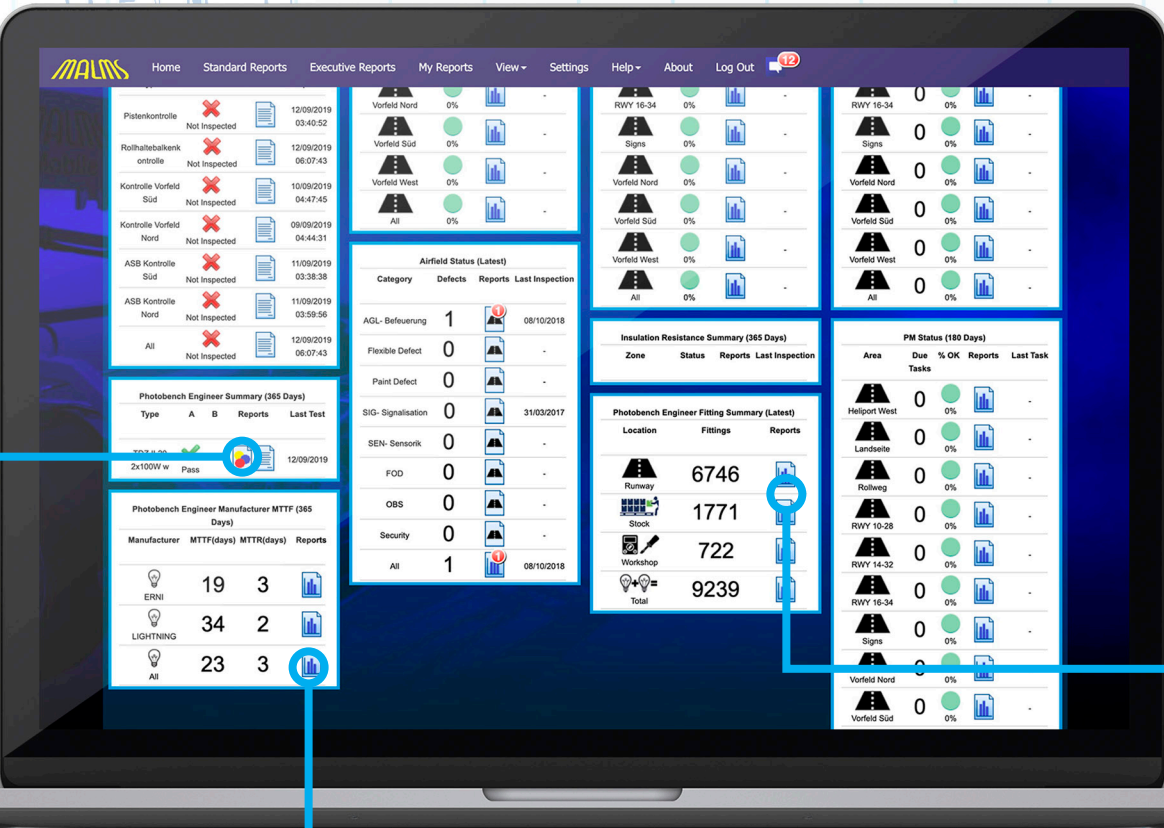 MALMS
Home Standard Reports Executive Reports My Reports View Settings Help About Log Out 12
Pistenkontrolle Not Inspected 12/09/2019 03:40:52
Rollhaltebalkenk ontrolle Not Inspected 12/09/2019 06:07:43
Kontrolle Vorfeld Süd Not Inspected 10/09/2019 04:47:45
Kontrolle Vorfeld Nord Not Inspected 09/09/2019 04:44:31
ASB Kontrolle Süd Not Inspected 11/09/2019 03:38:38
ASB Kontrolle Nord Not Inspected 11/09/2019 03:59:56
All Not Inspected 12/09/2019 06:07:43
Photobench Engineer Summary (365 Days)
Type A B Reports Last Test
2x100W w Pass 12/09/2019
Photobench Engineer Manufacturer MTTF (365
Days)
Manufacturer MTTF(days) MTTR(days) Reports
ERNI 19 3
LIGHTNING 34 2
All 23 3
Vorfeld Nord 0% -
Vorfeld Süd 0% -
Vorfeld West 0% -
All 0% -
Airfield Status (Latest)
Category Defects Reports Last Inspection
AGL- Befeuerung 1 1 08/10/2018
Flexible Defect 0 -
Paint Defect 0 -
SIG- Signalisation 0 31/03/2017
SEN- Sensorik 0 -
FOD 0 -
OBS 0 -
Security 0 -
All 1 1 08/10/2018
RWY 16-34 0% -
Signs 0% -
Vorfeld Nord 0% -
Vorfeld Süd 0% -
Vorfeld West 0% -
All 0% -
Insulation Resistance Summary (365 Days)
Zone Status Reports Last Inspection
Photobench Engineer Fitting Summary (Latest)
Location Fittings Reports
Runway 6746
Stock 1771
Workshop 722
Total 9239
RWY 16-34 0 0% -
Signs 0 0% -
Vorfeld Nord 0 0% -
Vorfeld Süd 0 0% -
Vorfeld West 0 0% -
All 0 0% -
PM Status (180 Days)
Area Due Tasks % OK Reports Last Task
Heliport West 0 0% -
Landseite 0 0% -
Rollweg 0 0% -
RWY 10-28 0 0% -
RWY 14-32 0 0% -
RWY 16-34 0 0% -
Signs 0 0% -
Vorfeld Nord 0 0% -
Vorfeld Süd 0 0% -